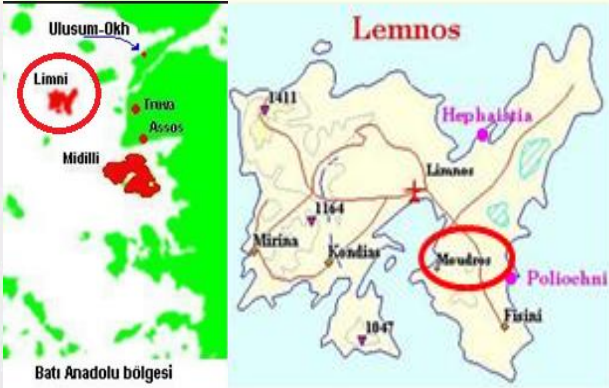 Ulusum-Okh
Limni
Truva
Assos
Midilli
Batı Anadolu bölgesi
Lemnos
1411
Hephaistia
Limnos
1164
Mirina
Kondias
Moudros
Poliochni
Fisini
1047